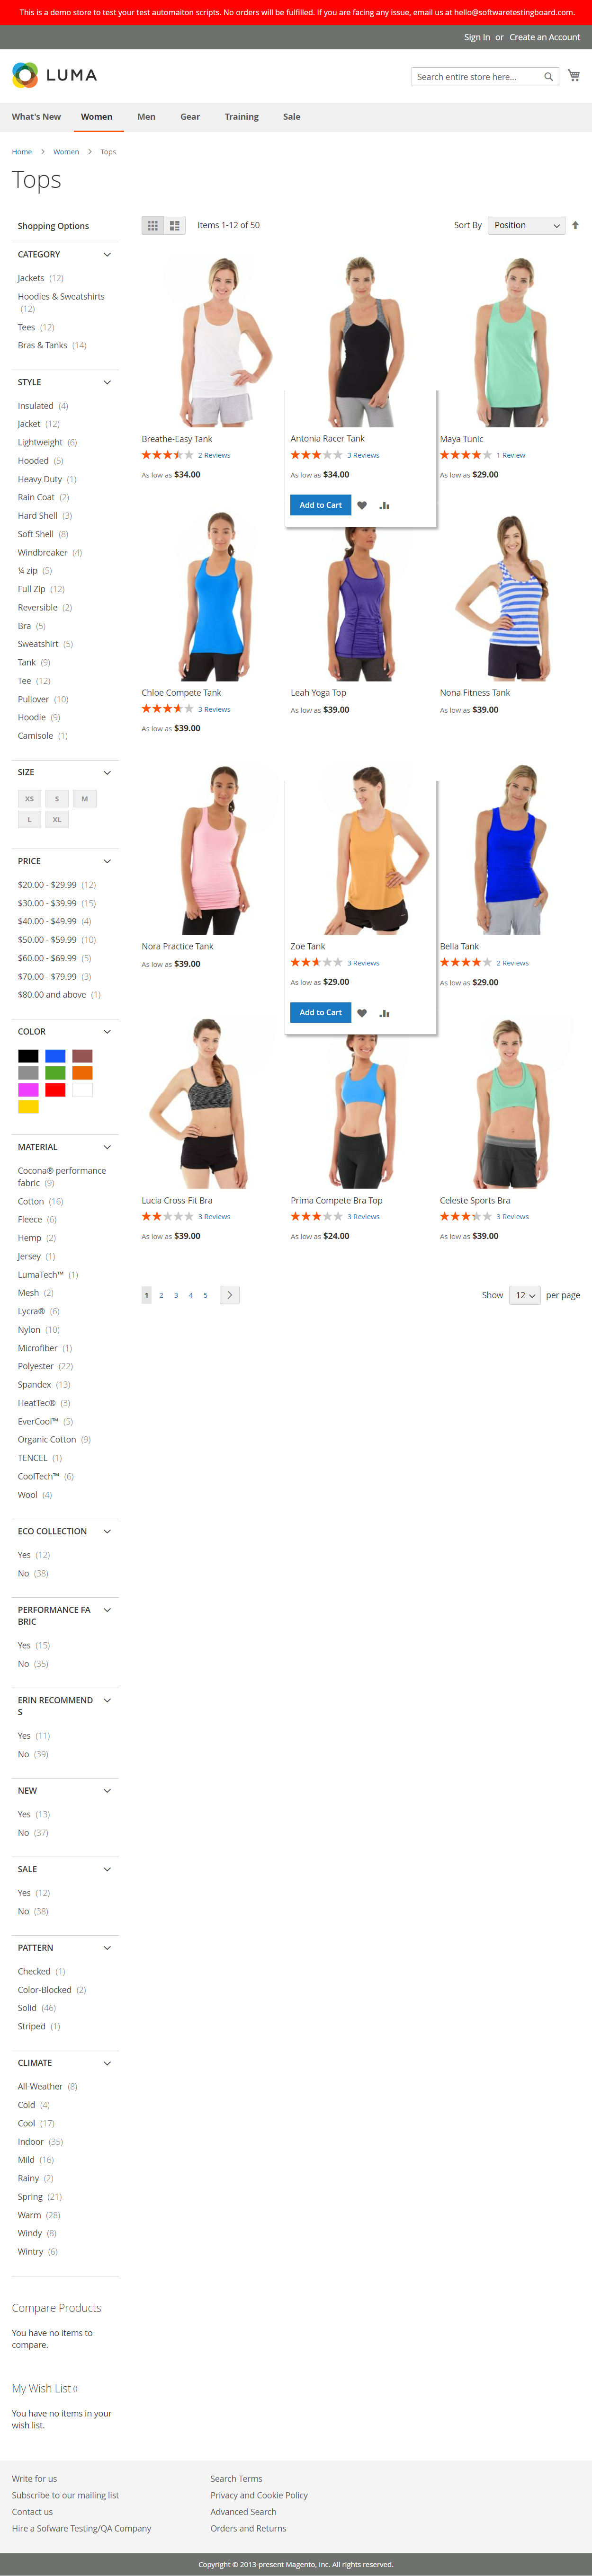 This is a demo store to test your test automaiton scripts. No orders will be fulfilled. If you are facing any issue, email us at hello@softwaretestingboard.com.
Sign In or Create an Account
LUMA
Search entire store here...
What's New Women Men Gear Training Sale
Home > Women > Tops
Tops
Shopping Options
CATEGORY
Jackets (12)
Hoodies & Sweatshirts
(12)
Tees (12)
Bras & Tanks (14)
STYLE
Insulated (4)
Jacket (12)
Lightweight (6)
Hooded (5)
Heavy Duty (1)
Rain Coat (2)
Hard Shell (3)
Soft Shell (8)
Windbreaker (4)
¼ zip (5)
Full Zip (12)
Reversible (2)
Bra (5)
Sweatshirt (5)
Tank (9)
Tee (12)
Pullover (10)
Hoodie (9)
Camisole (1)
SIZE
XS S M
L XL
PRICE
$20.00 - $29.99 (12)
$30.00 - $39.99 (15)
$40.00 - $49.99 (4)
$50.00 - $59.99 (10)
$60.00 - $69.99 (5)
$70.00 - $79.99 (3)
$80.00 and above (1)
COLOR
MATERIAL
Cocona® performance
fabric (9)
Cotton (16)
Fleece (6)
Hemp (2)
Jersey (1)
LumaTech™ (1)
Mesh (2)
Lycra® (6)
Nylon (10)
Microfiber (1)
Polyester (22)
Spandex (13)
HeatTec® (3)
EverCool™ (5)
Organic Cotton (9)
TENCEL (1)
CoolTech™ (6)
Wool (4)
ECO COLLECTION
Yes (12)
No (38)
PERFORMANCE FA
BRIC
Yes (15)
No (35)
ERIN RECOMMEND
S
Yes (11)
No (39)
NEW
Yes (13)
No (37)
SALE
Yes (12)
No (38)
PATTERN
Checked (1)
Color-Blocked (2)
Solid (46)
Striped (1)
CLIMATE
All-Weather (8)
Cold (4)
Cool (17)
Indoor (35)
Mild (16)
Rainy (2)
Spring (21)
Warm (28)
Windy (8)
Wintry (6)
Compare Products
You have no items to
compare.
My Wish List 0
You have no items in your
wish list.
Items 1-12 of 50
Sort By Position
Breathe-Easy Tank
2 Reviews
As low as $34.00
Antonia Racer Tank
3 Reviews
As low as $34.00
Add to Cart
Maya Tunic
1 Review
As low as $29.00
Chloe Compete Tank
3 Reviews
As low as $39.00
Leah Yoga Top
As low as $39.00
Nona Fitness Tank
As low as $39.00
Nora Practice Tank
As low as $39.00
Zoe Tank
3 Reviews
As low as $29.00
Add to Cart
Bella Tank
2 Reviews
As low as $29.00
Lucia Cross-Fit Bra
3 Reviews
As low as $39.00
Prima Compete Bra Top
3 Reviews
As low as $24.00
Celeste Sports Bra
3 Reviews
As low as $39.00
1 2 3 4 5
Show 12 per page
Write for us
Subscribe to our mailing list
Contact us
Hire a Sofware Testing/QA Company
Search Terms
Privacy and Cookie Policy
Advanced Search
Orders and Returns
Copyright © 2013-present Magento, Inc. All rights reserved.